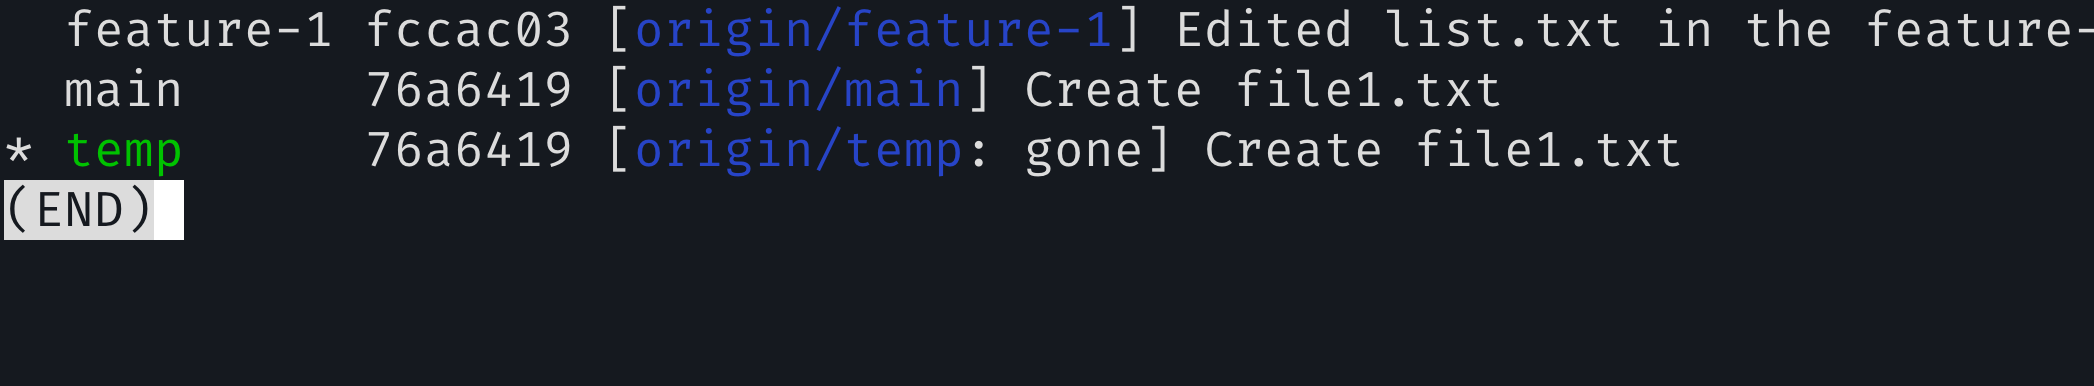 feature-1 fccac03 [origin/feature-1] Edited list.txt in the feature-
main 76a6419 [origin/main] Create file1.txt
* temp 76a6419 [origin/temp: gone] Create file1.txt
(END)